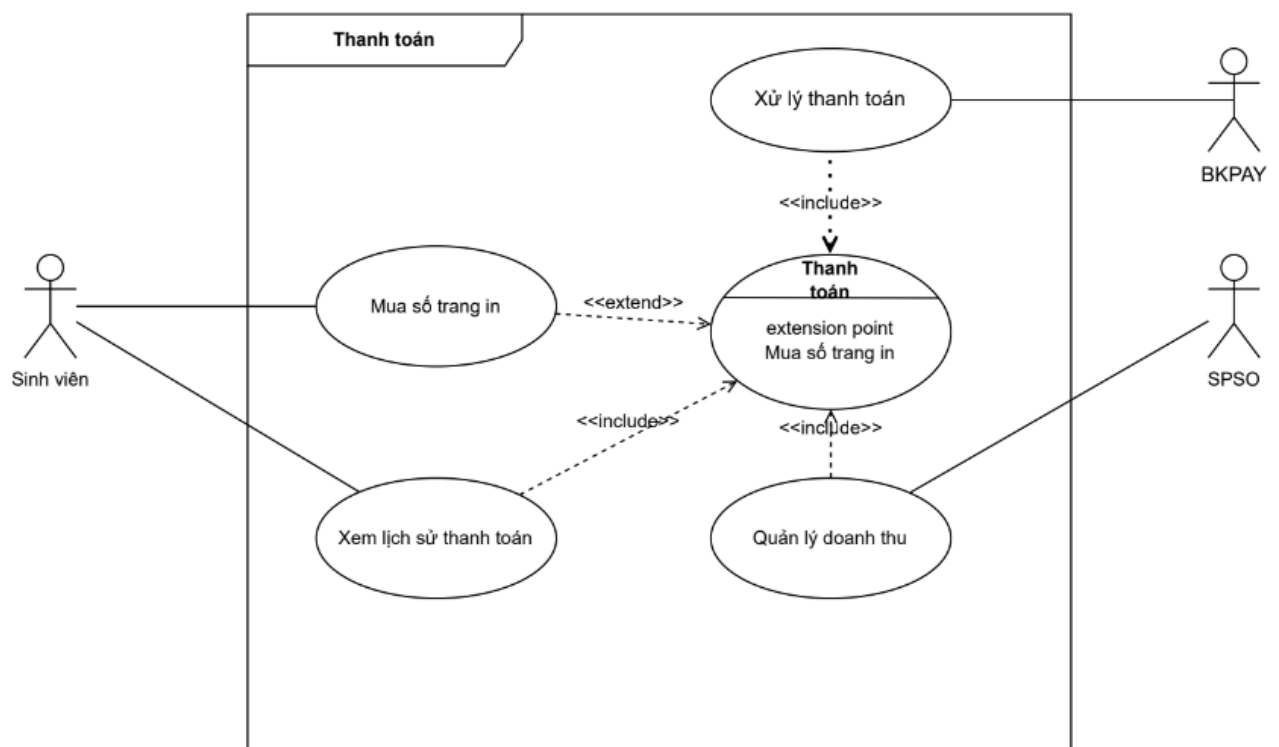 Thanh toán
Xử lý thanh toán
BKPAY
<<include>>
Thanh
toán
extension point
Mua số trang in
Mua số trang in
<<extend>>
Sinh viên
SPSO
<<include>>
<<include>>
Xem lịch sử thanh toán
Quản lý doanh thu